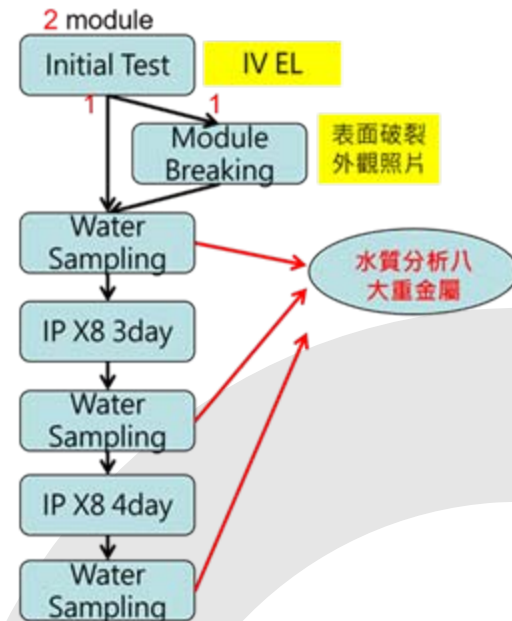 2 module
Initial Test
IV EL
1
1
Module
Breaking
表面破裂
外觀照片
Water
Sampling
水質分析八
大重金屬
IP X8 3day
Water
Sampling
IP X8 4day
Water
Sampling